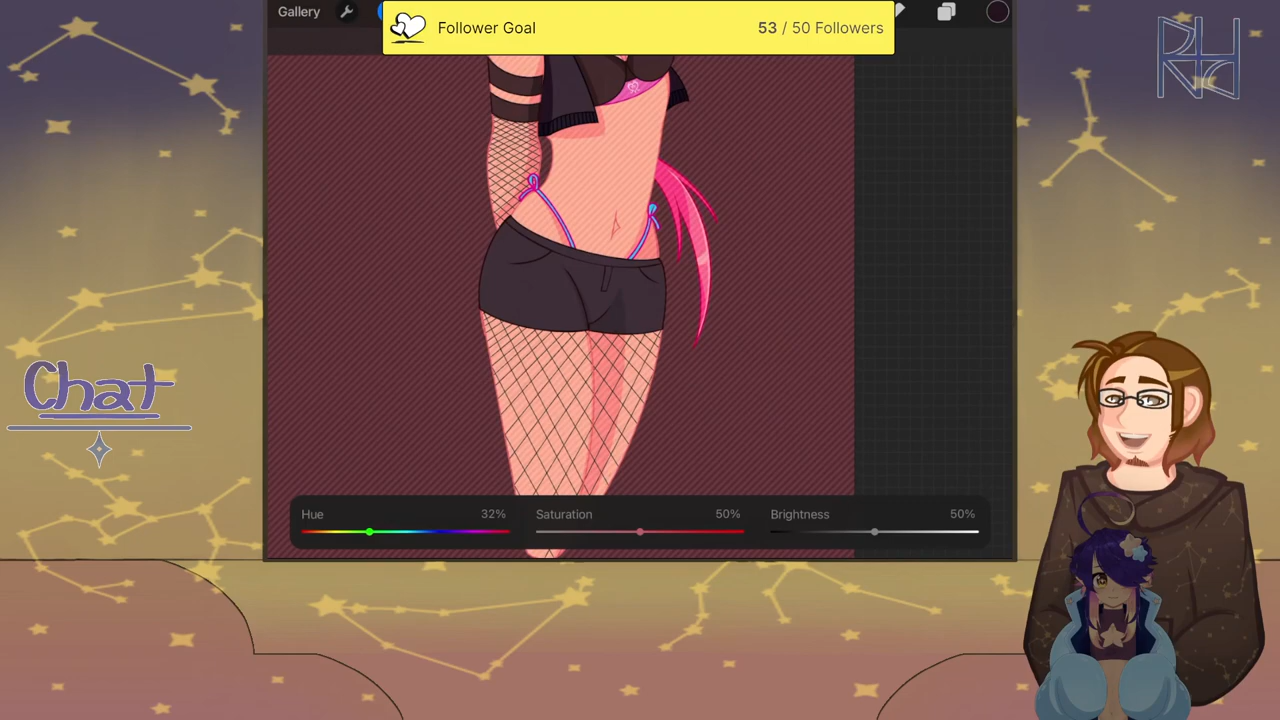 Gallery
Follower Goal
53 / 50 Followers
Chat
Hue 32% Saturation 50% Brightness 50%